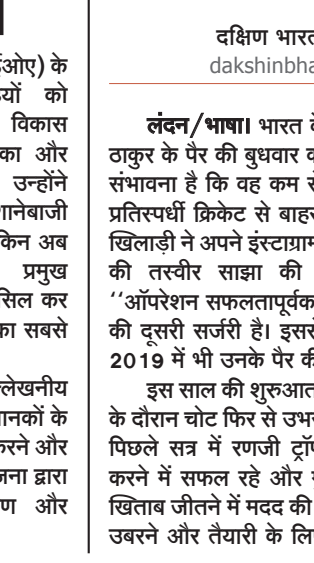 ईओए) के
यों को
विकास
का और
उन्होंने
शानेबाजी
किन अब
प्रमुख
सिल कर
का सबसे
लेखनीय
मानकों के
करने और
जना द्वारा
ण और
दक्षिण भारत
dakshinbha
लंदन/भाषा। भारत के
ठाकुर के पैर की बुधवार क
संभावना है कि वह कम से
प्रतिस्पर्धी क्रिकेट से बाहर
खिलाड़ी ने अपने इंस्टाग्राम
की तस्वीर साझा की
‘‘ऑपरेशन सफलतापूर्वक
की दूसरी सर्जरी है। इससे
2019 में भी उनके पैर की
इस साल की शुरुआत
के दौरान चोट फिर से उभर
पिछले सत्र में रणजी ट्रॉफ
करने में सफल रहे और
खिताब जीतने में मदद की
उबरने और तैयारी के लि